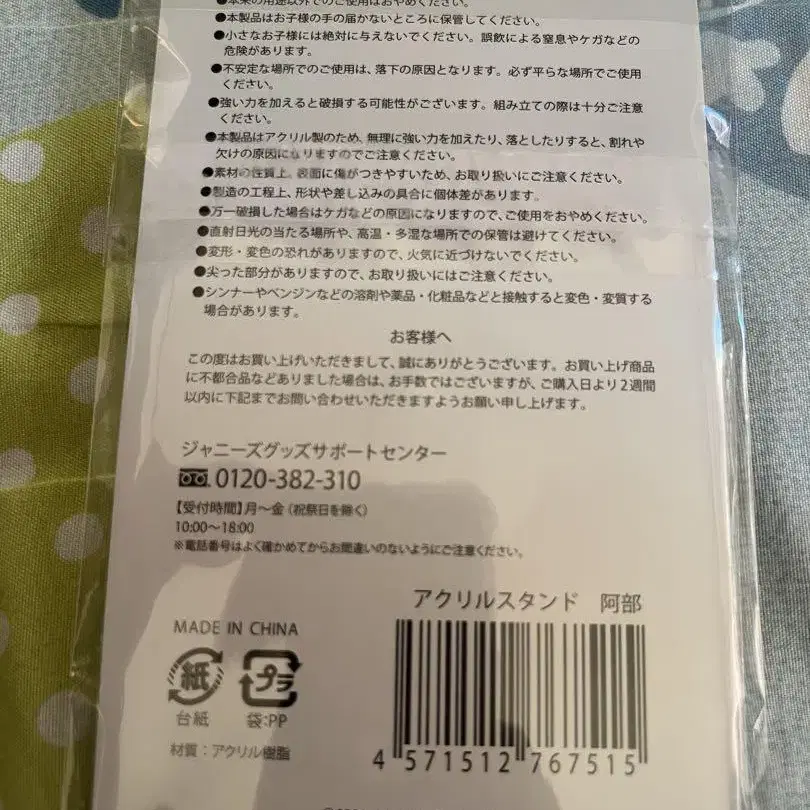 ●本来の用途以外でのご使用はおやめください。
●本製品はお子様の手の届かないところに保管してください。
●小さなお子様には絶対に与えないでください。誤飲による窒息やケガなどの
危険があります。
●不安定な場所でのご使用は、落下の原因となります。必ず平らな場所でご使用
ください。
●強い力を加えると破損する可能性がございます。組み立ての際は十分ご注意
ください。
●本製品はアクリル製のため、無理に強い力を加えたり、落としたりすると、割れや
欠けの原因になりますのでご注意ください。
●素材の性質上、表面に傷がつきやすいため、お取り扱いにご注意ください。
●製造の工程上、形状や差し込みの具合に個体差があります。
●万一破損した場合はケガなどの原因になりますので、ご使用をおやめください。
●直射日光の当たる場所や、高温・多湿な場所での保管は避けてください。
●変形・変色の恐れがありますので、火気に近づけないでください。
●尖った部分がありますので、お取り扱いにはご注意ください。
●シンナーやベンジンなどの溶剤や薬品・化粧品などと接触すると変色・変質する
場合があります。
お客様へ
この度はお買い上げいただきまして、誠にありがとうございます。お買い上げ商品
に不都合品などありました場合は、お手数ではございますが、ご購入日より2週間
以内に下記までお問い合わせいただきますようお願い申し上げます。
ジャニーズグッズサポートセンター
0120-382-310
【受付時間】月〜金（祝祭日を除く）
10:00〜18:00
※電話番号はよく確かめてからお間違いのないようにご注意ください。
アクリルスタンド 阿部
MADE IN CHINA
紙 プラ
台紙 袋:PP
材質：アクリル樹脂
4 571512 767515